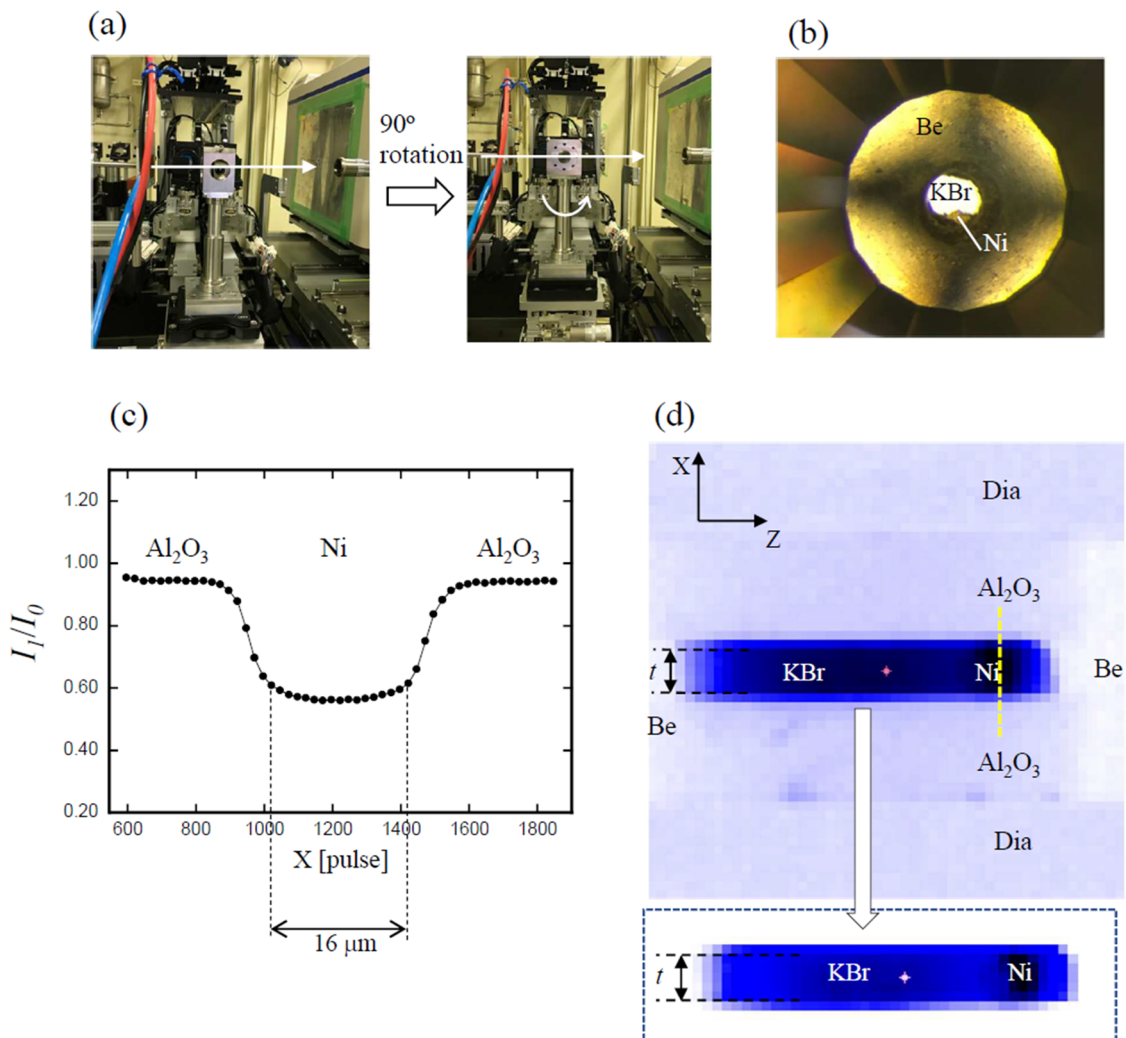 (a)
90°
rotation
(b)
Be
KBr
Ni
(c)
I₁/I₀
1.20
1.00
0.80
0.60
0.40
0.20
Al₂O₃
Ni
Al₂O₃
600
800
1000
1200
1400
1600
1800
X [pulse]
16 μm
(d)
X
Z
Dia
Al₂O₃
t
KBr
Ni
Be
Be
Al₂O₃
Dia
t
KBr
Ni